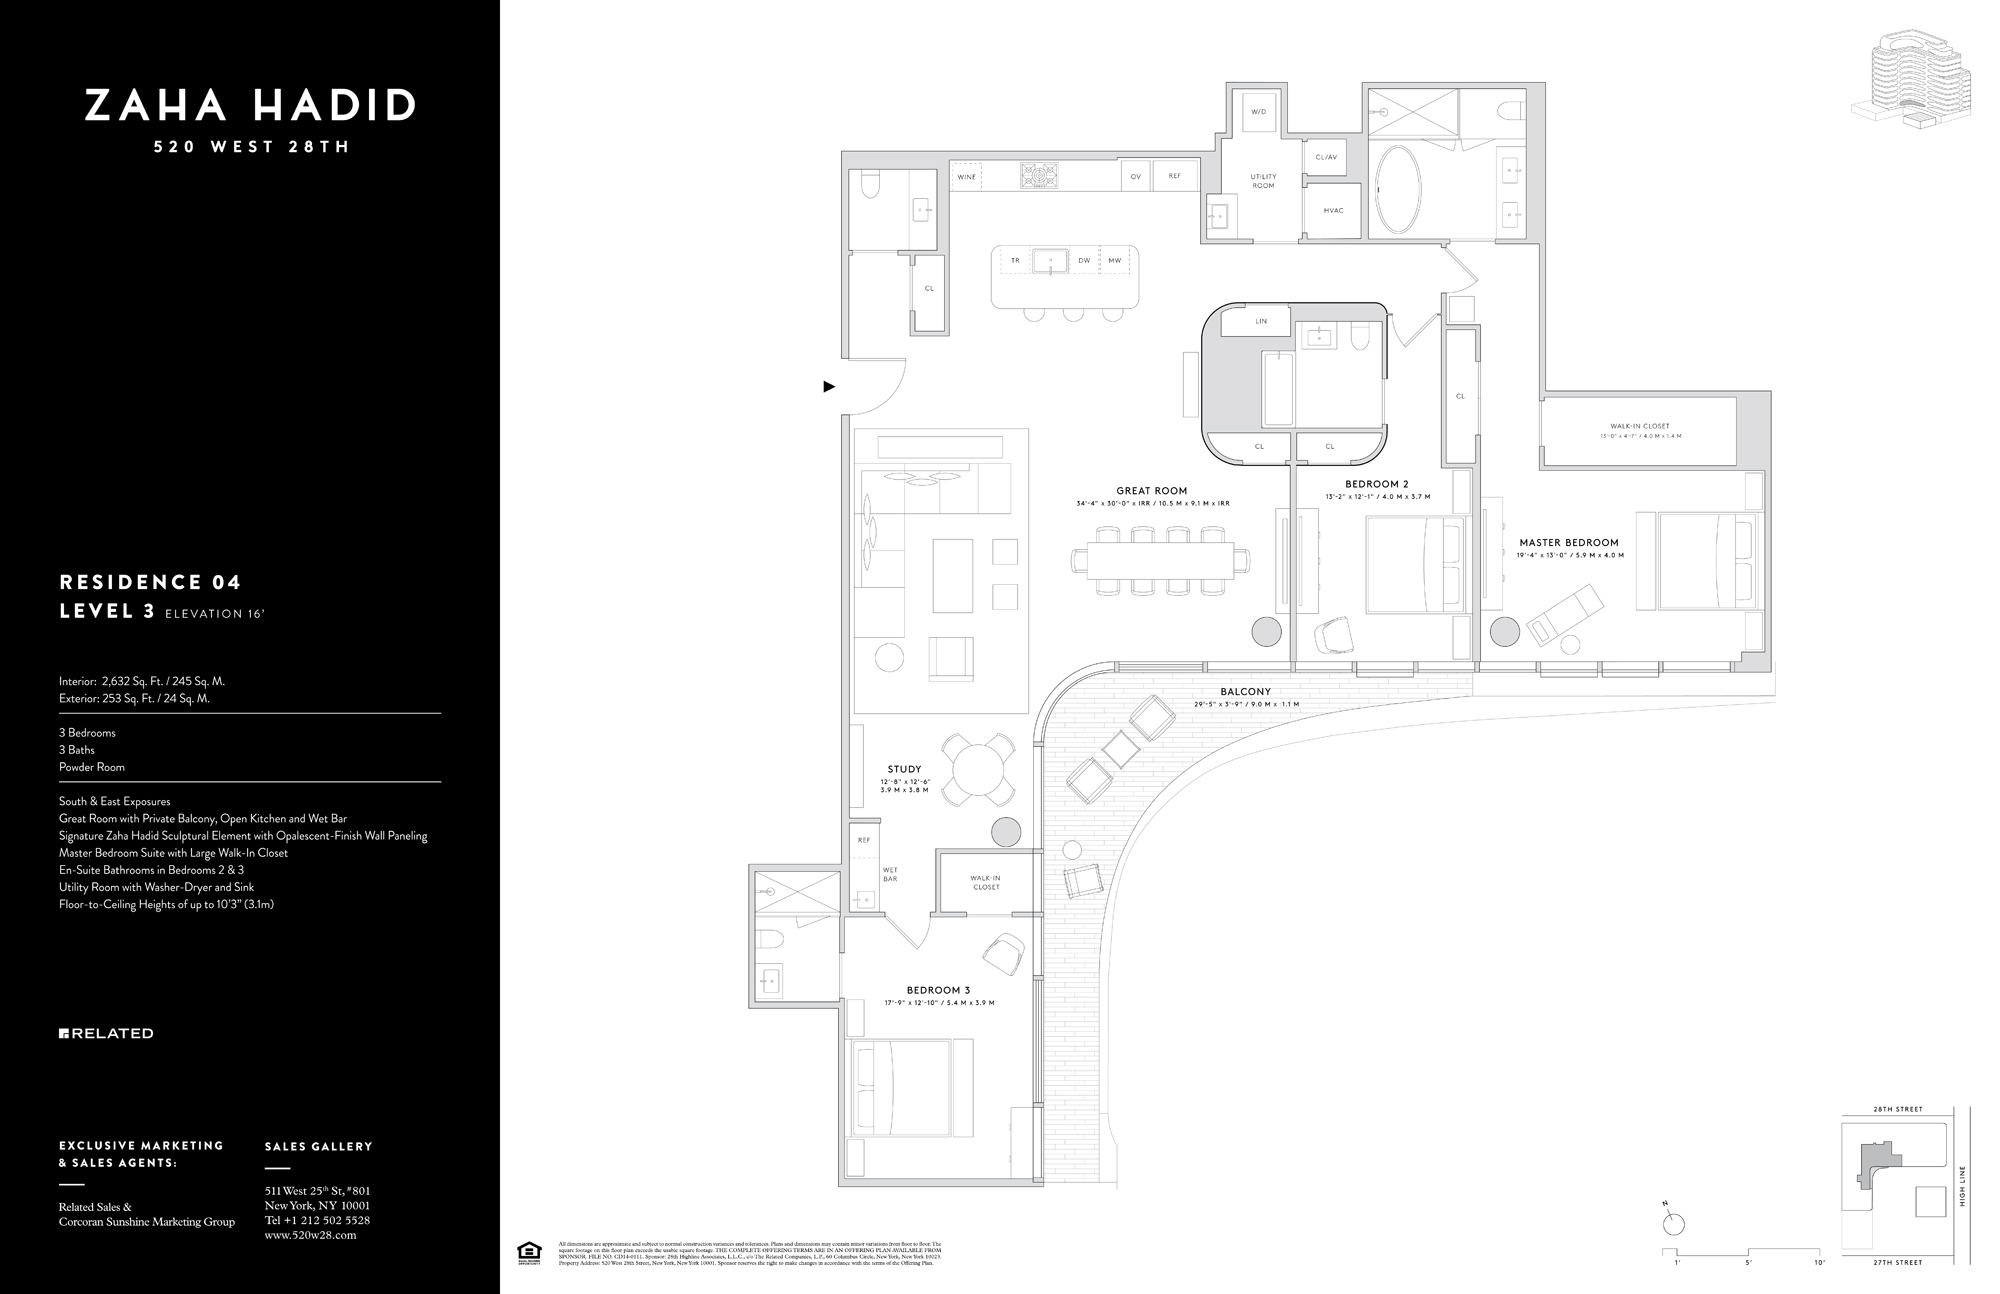 ZAHA HADID
520 WEST 28TH
RESIDENCE 04
LEVEL 3 ELEVATION 16'
Interior: 2,632 Sq. Ft. / 245 Sq. M.
Exterior: 253 Sq. Ft. / 24 Sq. M.
3 Bedrooms
3 Baths
Powder Room
South & East Exposures
Great Room with Private Balcony, Open Kitchen and Wet Bar
Signature Zaha Hadid Sculptural Element with Opalescent-Finish Wall Paneling
Master Bedroom Suite with Large Walk-In Closet
En-Suite Bathrooms in Bedrooms 2 & 3
Utility Room with Washer-Dryer and Sink
Floor-to-Ceiling Heights of up to 10'3" (3.1m)
RELATED
EXCLUSIVE MARKETING
& SALES AGENTS:
Related Sales &
Corcoran Sunshine Marketing Group
SALES GALLERY
511 West 25th St, #801
New York, NY 10001
Tel +1 212 502 5528
www.520w28.com
W/D
CL/AV
UTILITY
ROOM
HVAC
WINE
OV
REF
TR
DW
MW
CL
LIN
CL
CL
CL
WALK-IN CLOSET
13'-0" x 4'-7" / 4.0 M x 1.4 M
GREAT ROOM
34'-4" x 30'-0" x IRR / 10.5 M x 9.1 M x IRR
BEDROOM 2
13'-2" x 12'-1" / 4.0 M x 3.7 M
MASTER BEDROOM
19'-4" x 13'-0" / 5.9 M x 4.0 M
BALCONY
29'-5" x 3'-9" / 9.0 M x 1.1 M
STUDY
12'-8" x 12'-6"
3.9 M x 3.8 M
REF
WET
BAR
WALK-IN
CLOSET
BEDROOM 3
17'-9" x 12'-10" / 5.4 M x 3.9 M
28TH STREET
HIGH LINE
27TH STREET
N
1'
5'
10'
EQUAL HOUSING
OPPORTUNITY
All dimensions are approximate and subject to normal construction variances and tolerances. Plans and dimensions may contain minor variations from floor to floor. The
square footage on this floor plan exceeds the usable square footage. THE COMPLETE OFFERING TERMS ARE IN AN OFFERING PLAN AVAILABLE FROM
SPONSOR. FILE NO. CD14-0111. Sponsor: 28th Highline Associates, L.L.C., c/o The Related Companies, L.P., 60 Columbus Circle, New York, New York 10023.
Property Address: 520 West 28th Street, New York, New York 10001. Sponsor reserves the right to make changes in accordance with the terms of the Offering Plan.